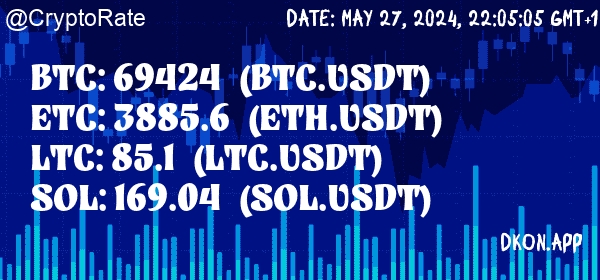 @CryptoRate
DATE: MAY 27, 2024, 22:05:05 GMT+1
BTC: 69424 (BTC.USDT)
ETC: 3885.6 (ETH.USDT)
LTC: 85.1 (LTC.USDT)
SOL: 169.04 (SOL.USDT)
DKON.APP